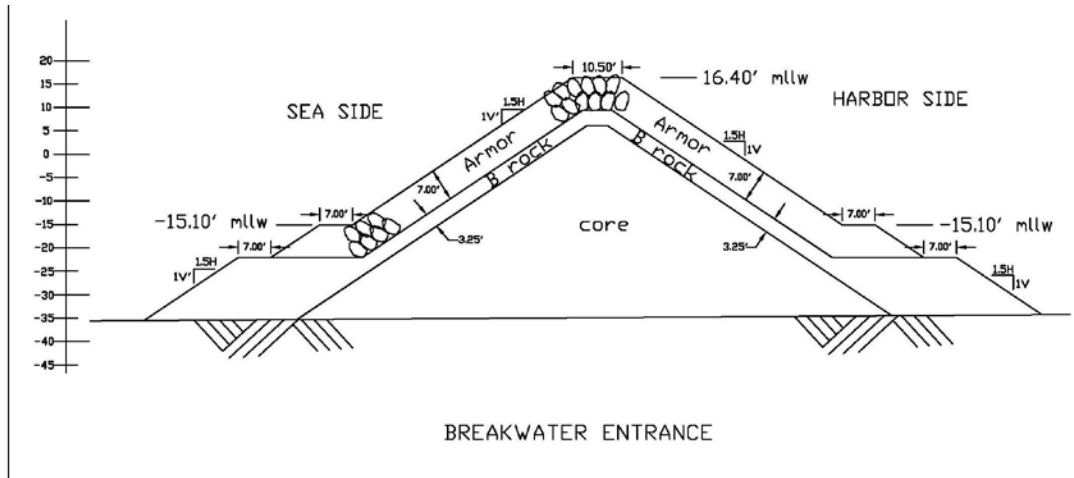 20
15
10
5
0
-5
-10
-15
-20
-25
-30
-35
-40
-45
SEA SIDE
HARBOR SIDE
10.50'
16.40' mllw
1.5H
1V'
1.5H
1V
Armor
Armor
B rock
B rock
7.00'
7.00'
-15.10' mllw
7.00'
7.00'
-15.10' mllw
7.00'
7.00'
3.25'
core
3.25'
1.5H
1V'
1.5H
1V
BREAKWATER ENTRANCE